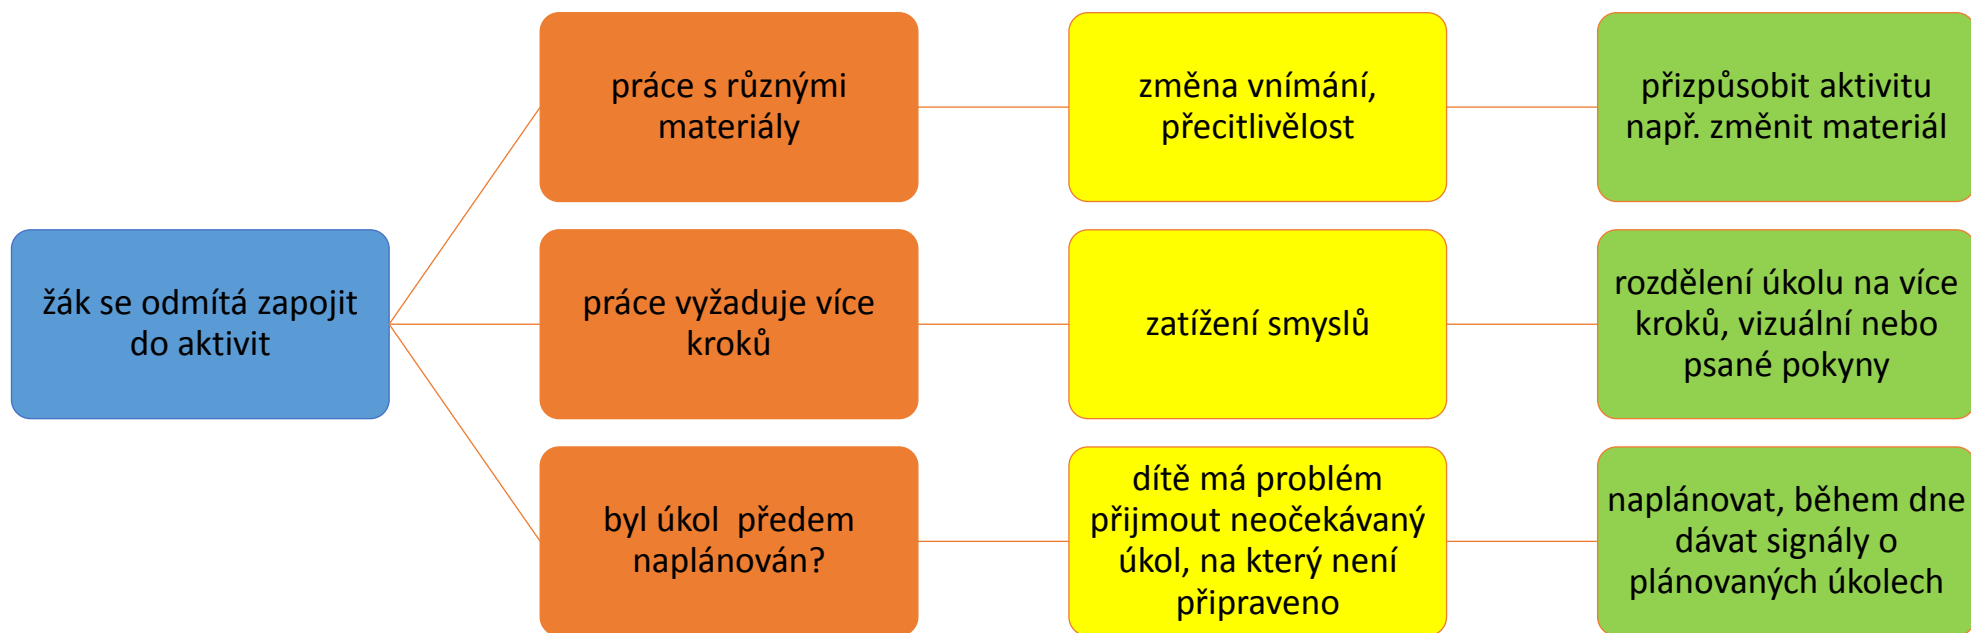 žák se odmítá zapojit
do aktivit
práce s různými
materiály
změna vnímání,
přecitlivělost
přizpůsobit aktivitu
např. změnit materiál
práce vyžaduje více
kroků
zatížení smyslů
rozdělení úkolu na více
kroků, vizuální nebo
psané pokyny
byl úkol  předem
naplánován?
dítě má problém
přijmout neočekávaný
úkol, na který není
připraveno
naplánovat, během dne
dávat signály o
plánovaných úkolech